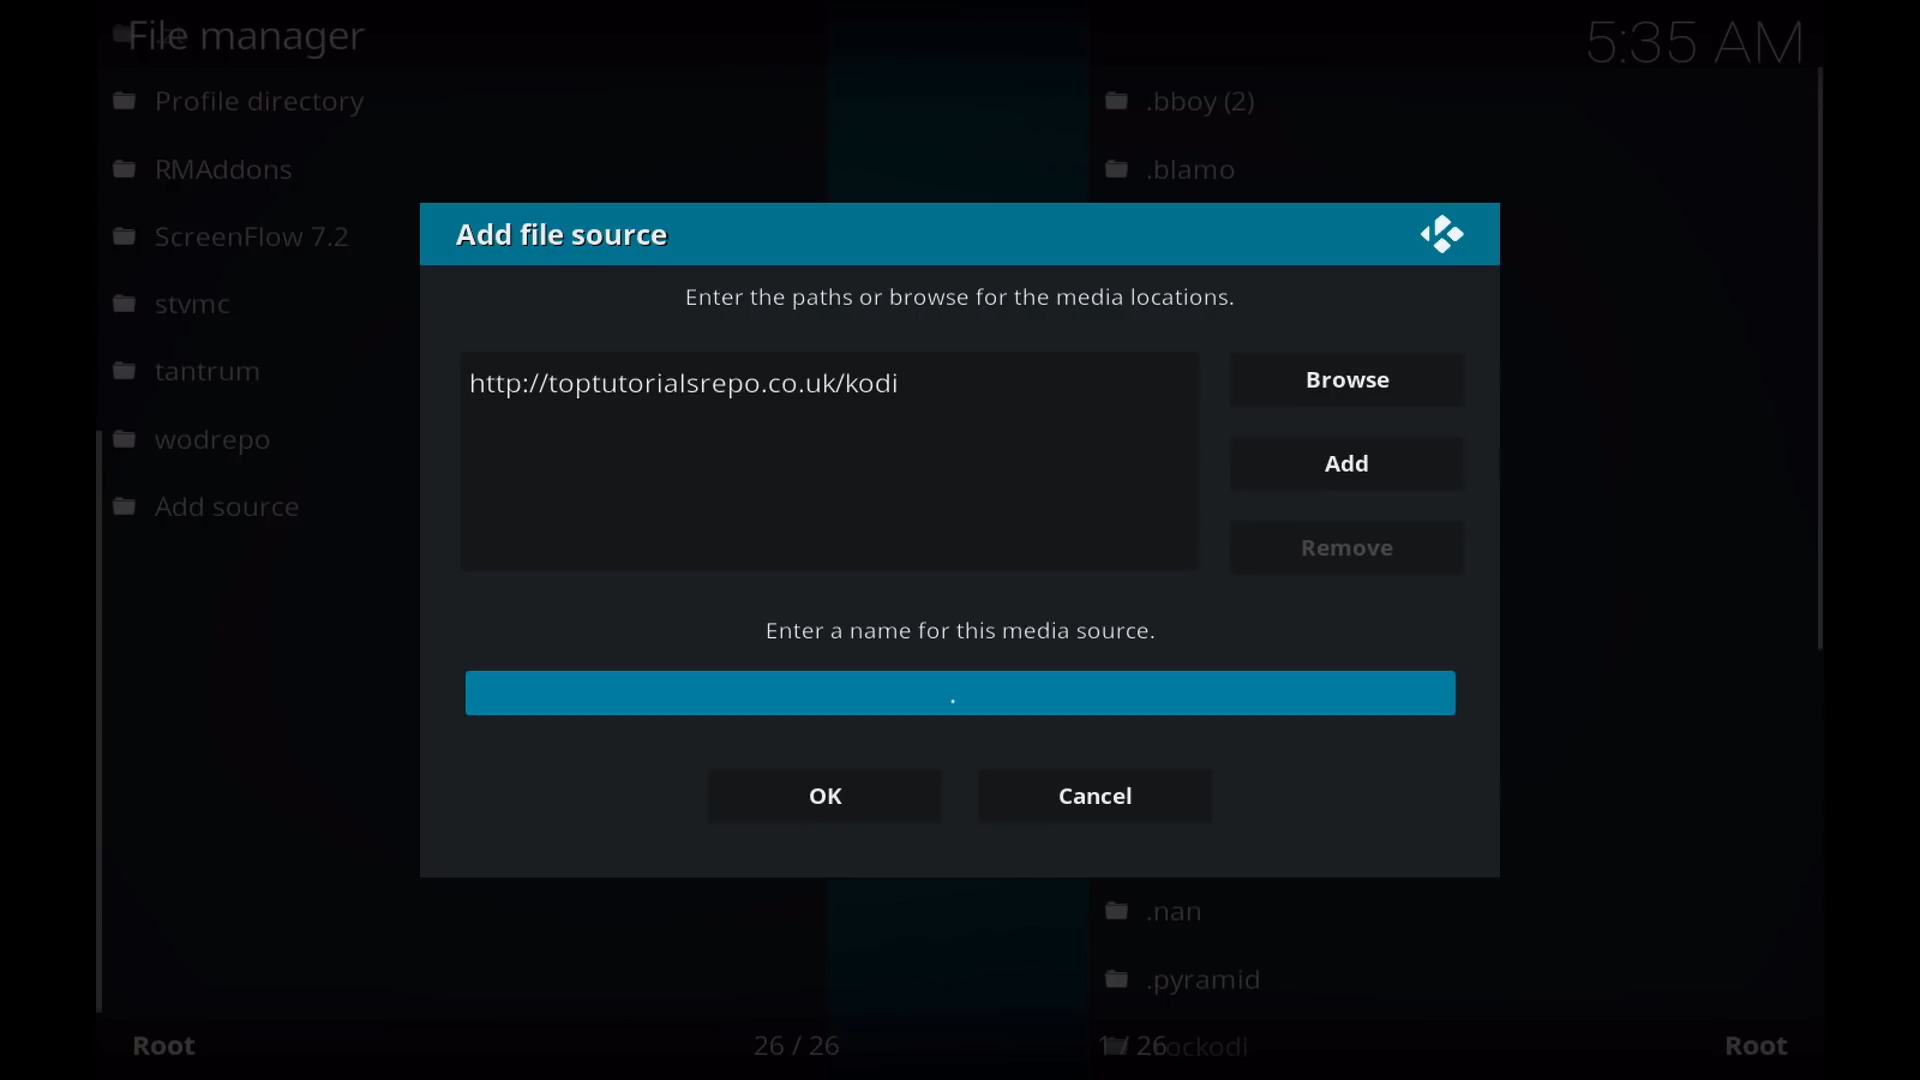 File manager
5:35 AM
Profile directory
RMAddons
ScreenFlow 7.2
stvmc
tantrum
wodrepo
Add source
.bboy (2)
.blamo
Add file source
Enter the paths or browse for the media locations.
http://toptutorialsrepo.co.uk/kodi
Browse
Add
Remove
Enter a name for this media source.
.
OK
Cancel
.nan
.pyramid
Root
26 / 26
1 / 26
Root